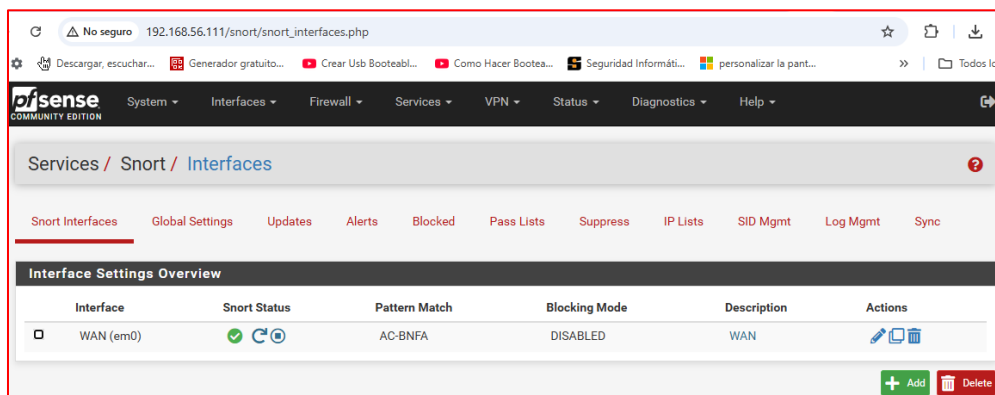 No seguro 192.168.56.111/snort/snort_interfaces.php
Descargar, escuchar... Generador gratuito... Crear Usb Booteabl... Como Hacer Bootea... Seguridad Informáti... personalizar la pant... » Todos lo
pfsense System Interfaces Firewall Services VPN Status Diagnostics Help
COMMUNITY EDITION
Services / Snort / Interfaces
Snort Interfaces Global Settings Updates Alerts Blocked Pass Lists Suppress IP Lists SID Mgmt Log Mgmt Sync
Interface Settings Overview
Interface Snort Status Pattern Match Blocking Mode Description Actions
WAN (em0) AC-BNFA DISABLED WAN
Add Delete